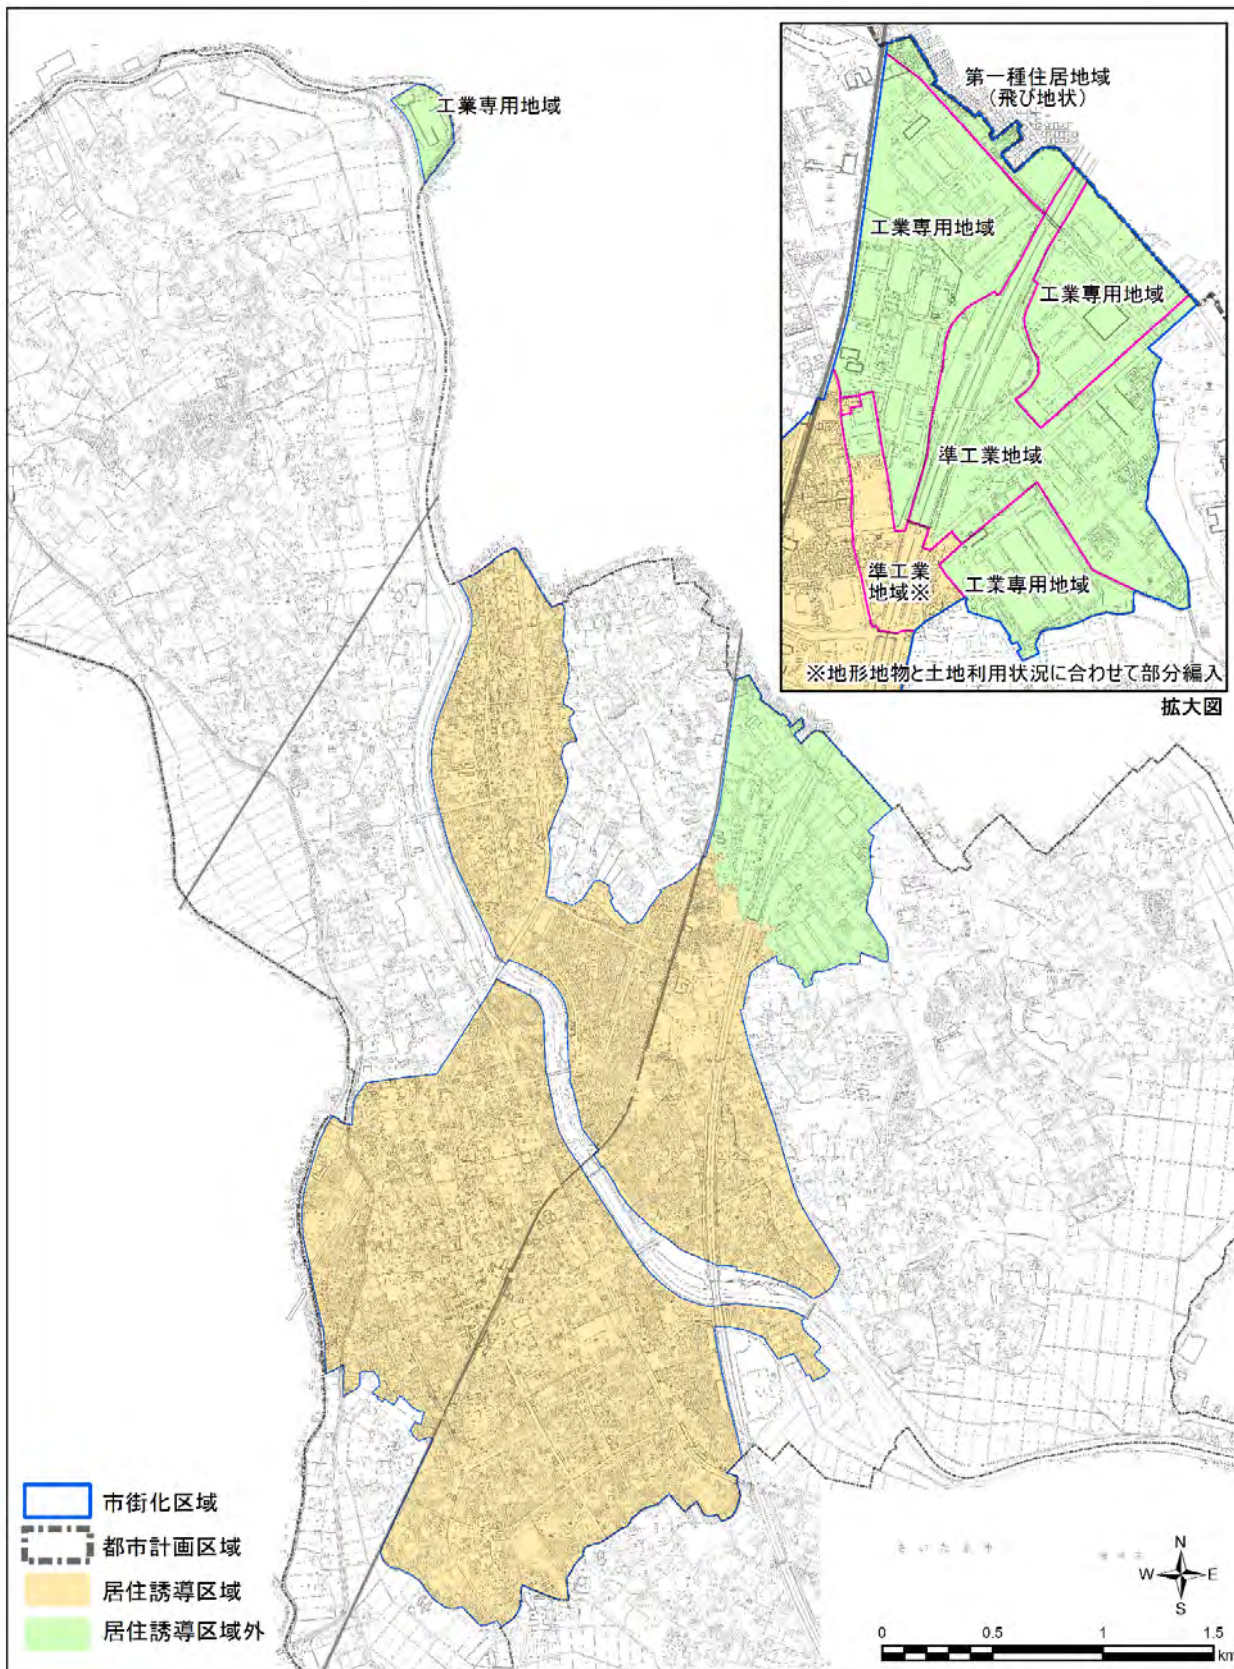 工業専用地域
第一種住居地域
(飛び地状)
工業専用地域
工業専用地域
準工業地域
準工業
地域※
工業専用地域
※地形地物と土地利用状況に合わせて部分編入
拡大図
市街化区域
都市計画区域
居住誘導区域
居住誘導区域外
さいたま市
N
W
E
S
0
0.5
1
1.5
km